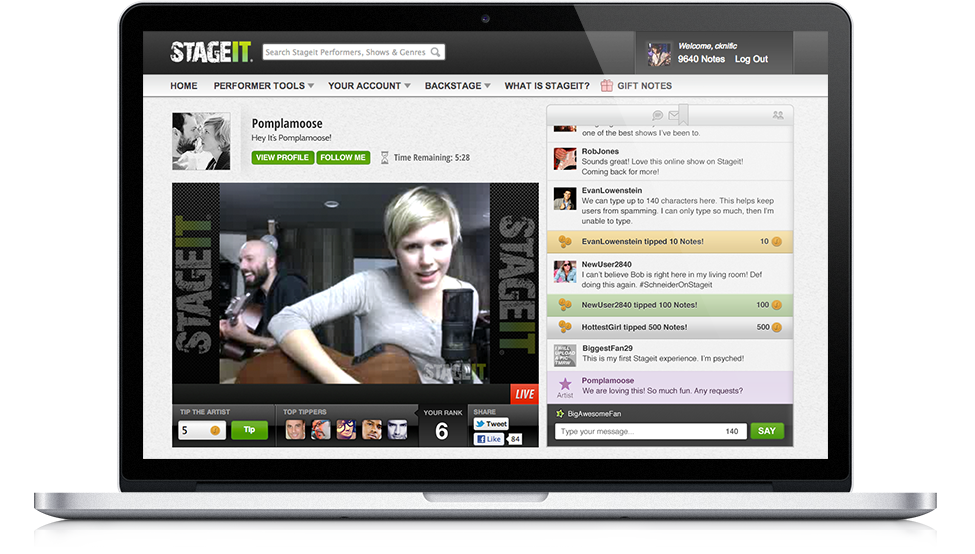 STAGEIT.
Search Stageit Performers, Shows & Genres
Welcome, cknific
9640 Notes Log Out
HOME PERFORMER TOOLS YOUR ACCOUNT BACKSTAGE WHAT IS STAGEIT? GIFT NOTES
Pomplamoose
Hey It's Pomplamoose!
VIEW PROFILE FOLLOW ME Time Remaining: 5:28
STAGEIT
STAGEIT
STAGEIT
LIVE
TIP THE ARTIST
5
Tip
TOP TIPPERS
YOUR RANK
6
SHARE
Tweet
Like 84
one of the best shows I've been to.
RobJones
Sounds great! Love this online show on Stageit!
Coming back for more!
EvanLowenstein
We can type up to 140 characters here. This helps keep
users from spamming. I can only type so much, then I'm
unable to type.
EvanLowenstein tipped 10 Notes! 10
NewUser2840
I can't believe Bob is right here in my living room! Def
doing this again. #SchneiderOnStageit
NewUser2840 tipped 100 Notes! 100
HottestGirl tipped 500 Notes! 500
I WILL
UPLOAD
A PIC
TMRW
BiggestFan29
This is my first Stageit experience. I'm psyched!
Artist
Pomplamoose
We are loving this! So much fun. Any requests?
BigAwesomeFan
Type your message... 140 SAY